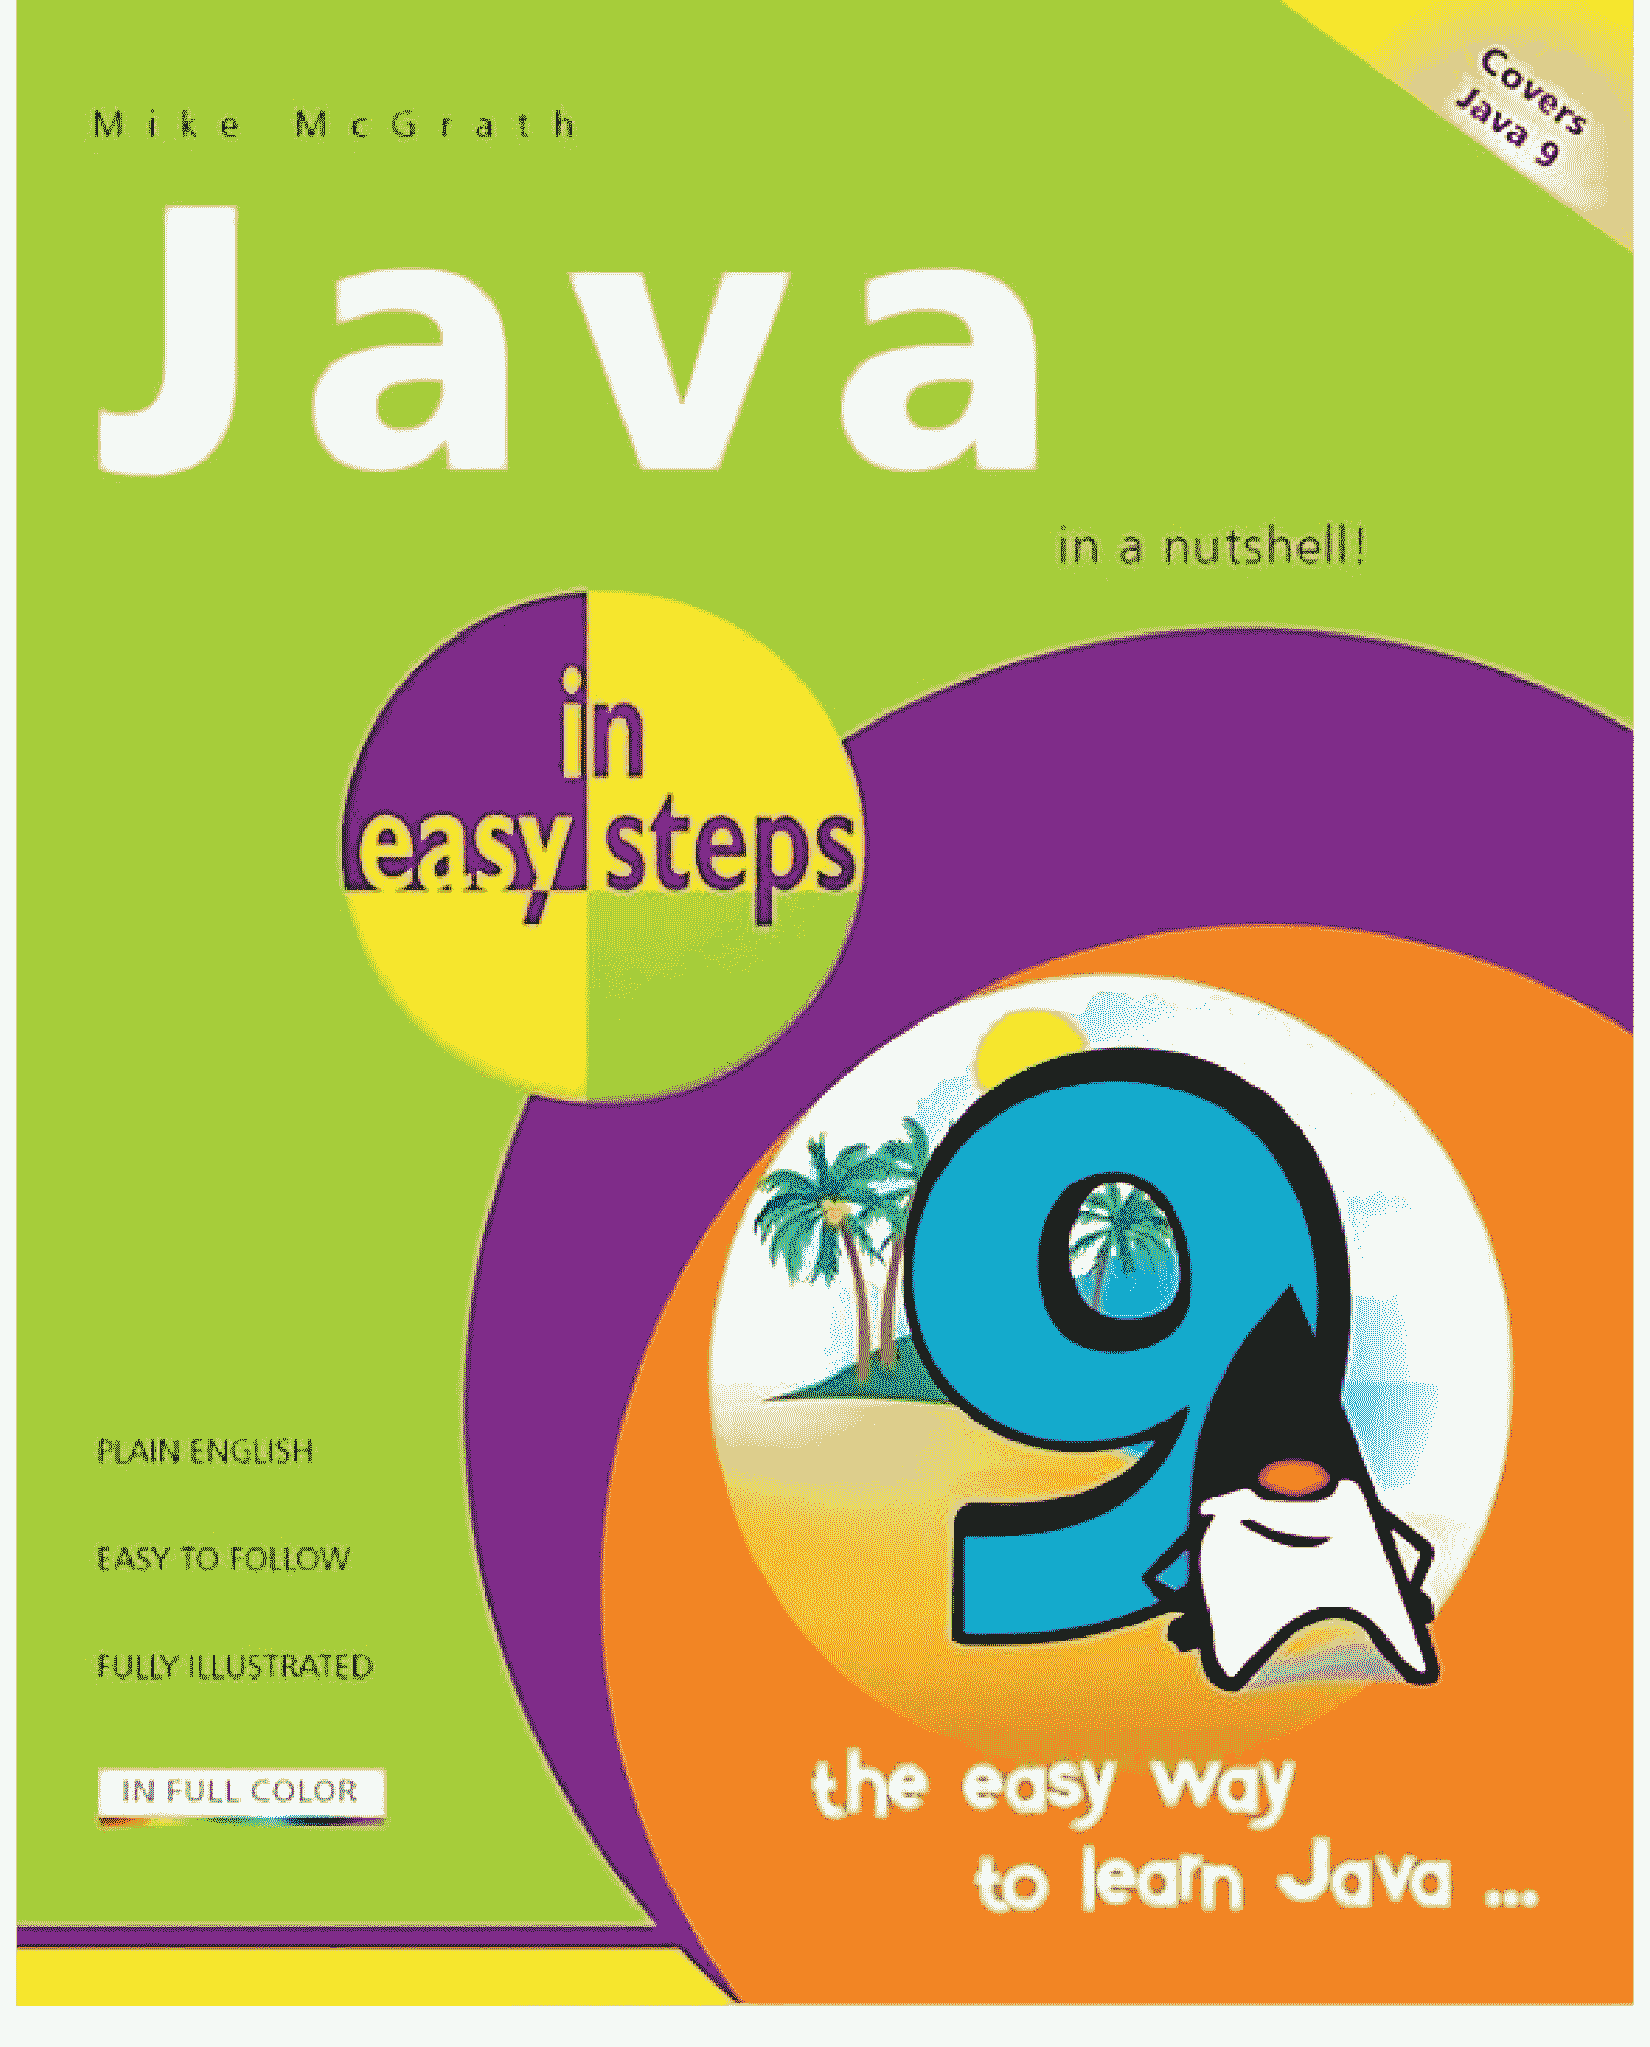 Mike McGrath
Covers
Java 9
Java
in a nutshell!
in
easy steps
9
PLAIN ENGLISH
EASY TO FOLLOW
FULLY ILLUSTRATED
IN FULL COLOR
the easy way
to learn Java ...